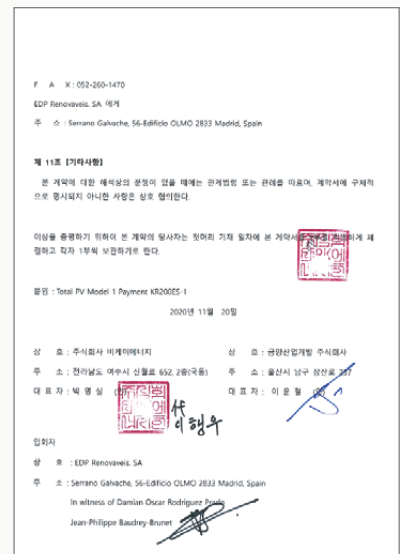 F A X : 052-260-1470
EDP Renovaveis. SA 에게
주 소 : Serrano Galvache, 56-Edificio OLMO 2833 Madrid, Spain
제 11조 [기타사항]
본 계약에 대한 해석상의 분쟁이 있을 때에는 관계법령 또는 관례를 따르며, 계약서에 구체적
으로 명시되지 아니한 사항은 상호 협의한다.
이상을 증명하기 위하여 본 계약의 당사자는 첫머리 기재 일자에 본 계약서 하게 체
결하고 각자 1부씩 보관하기로 한다.
붙임 : Total PV Model 1 Payment KR200ES-1
2020년 11월 20일
상 호 : 주식회사 비케이에너지
상 호 : 금양산업개발 주식회사
주 소 : 전라남도 여수시 신월로 652, 2층(국동)
주 소 : 울산시 남구 삼산로 237
대 표 자 : 박 명 실
대 표 자 : 이 윤 철
代
이행우
입회자
상 호 : EDP Renovaveis. SA
주 소 : Serrano Galvache, 56-Edificio OLMO 2833 Madrid, Spain
In witness of Damian Oscar Rodriguez Prado
Jean-Philippe Baudrey-Brunet